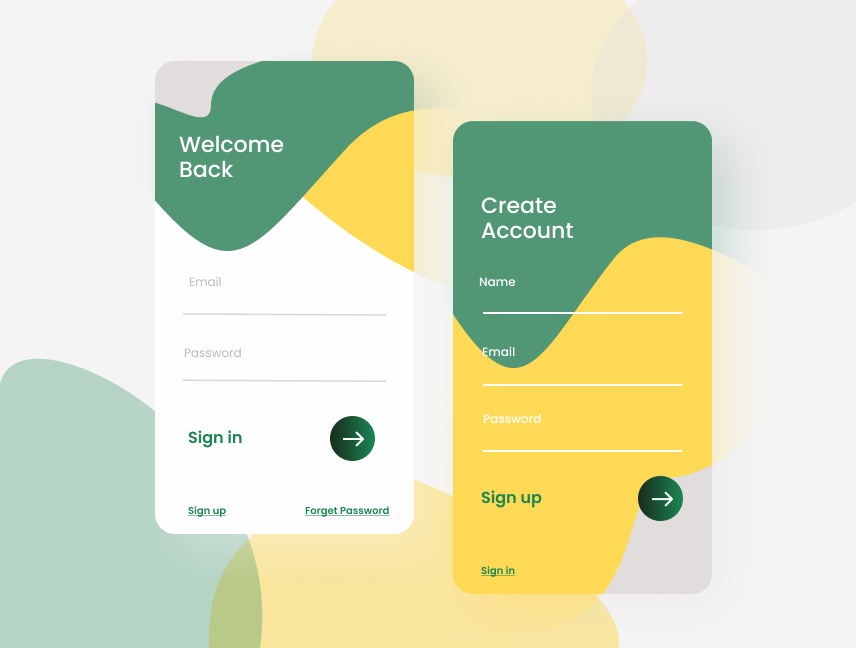 Welcome
Back
Email
Password
Sign in
Sign up
Forget Password
Create
Account
Name
Email
Password
Sign up
Sign in